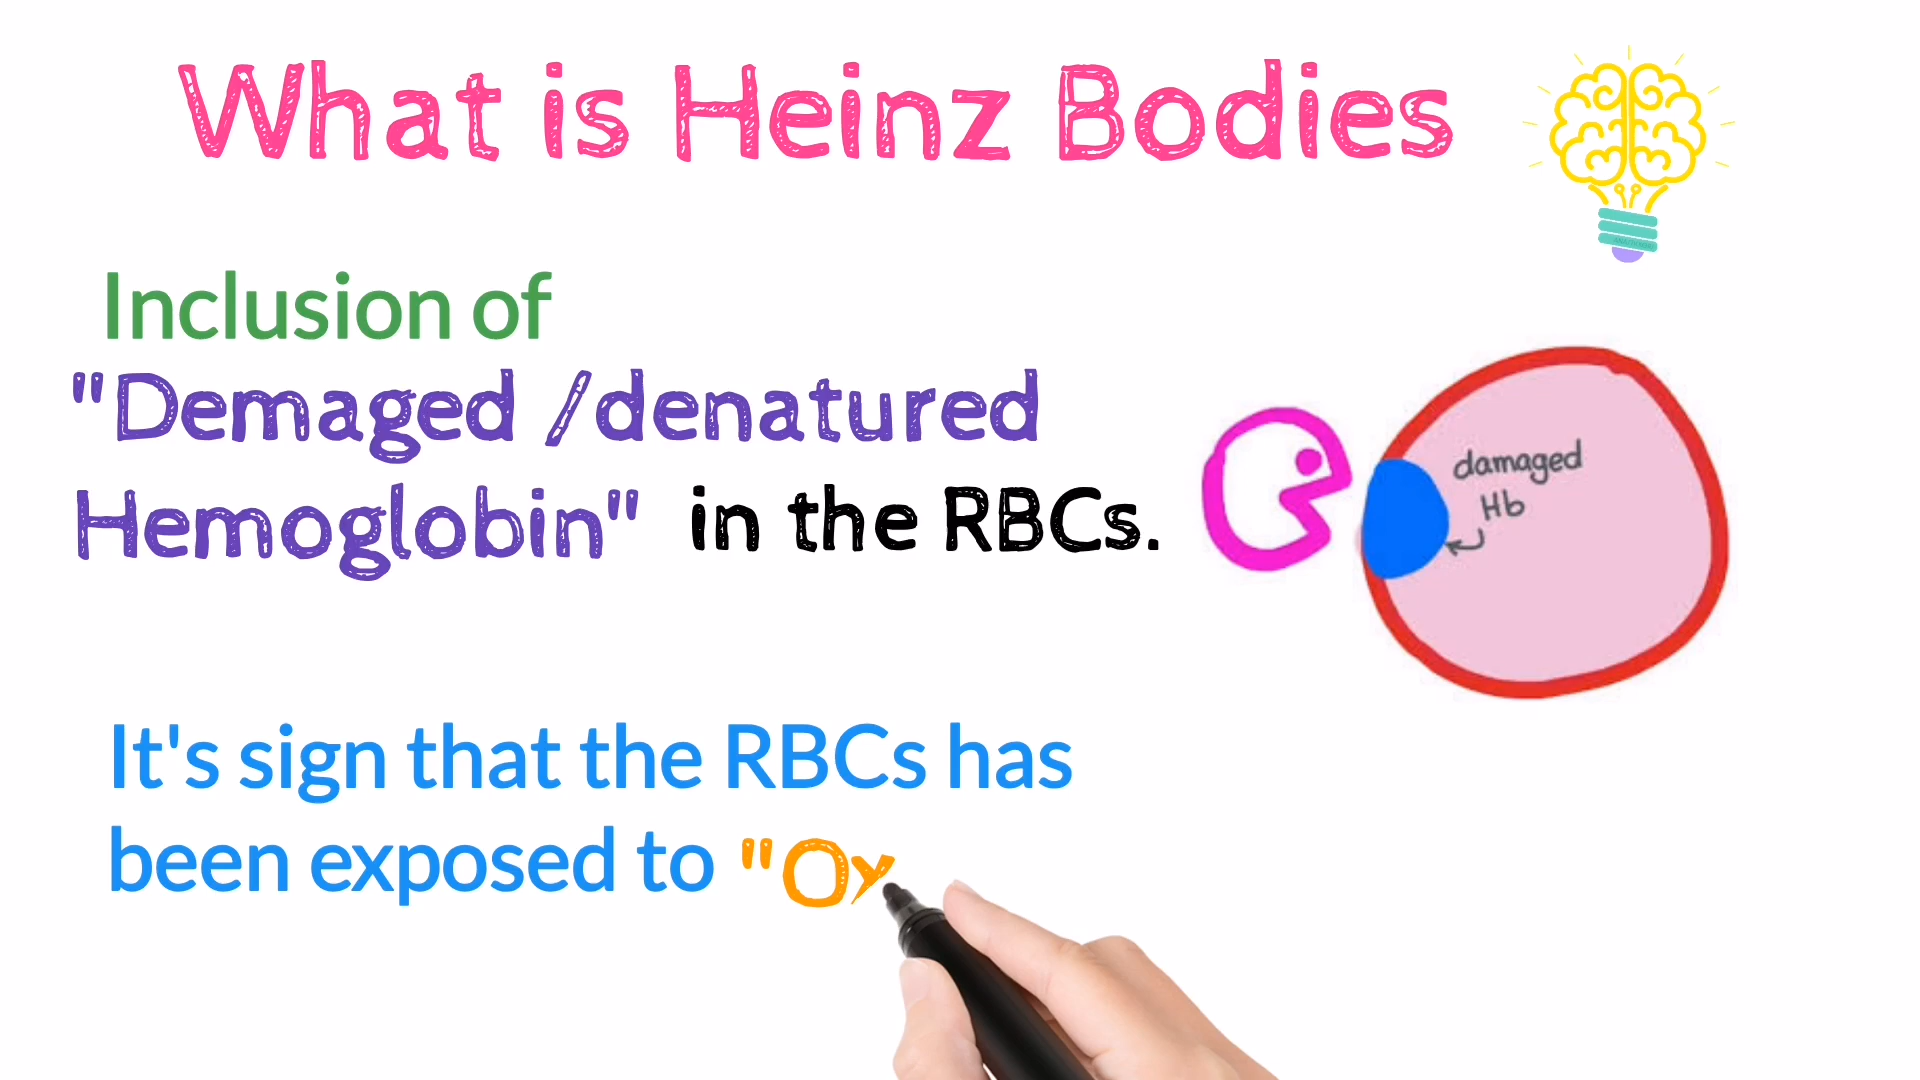 What is Heinz Bodies
Inclusion of
"Demaged /denatured
Hemoglobin" in the RBCs.
damaged
Hb
It's sign that the RBCs has
been exposed to "Ox